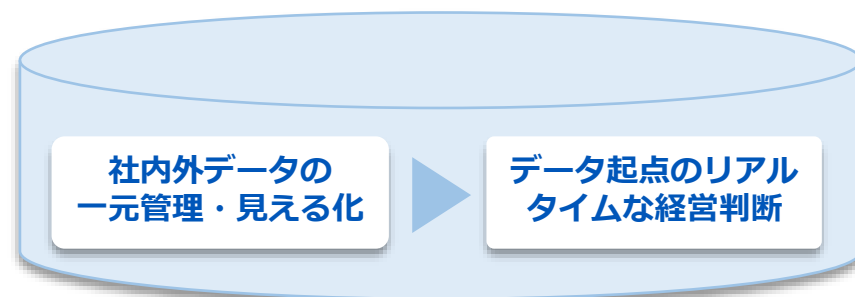 社内外データの
一元管理・見える化
データ起点のリアル
タイムな経営判断